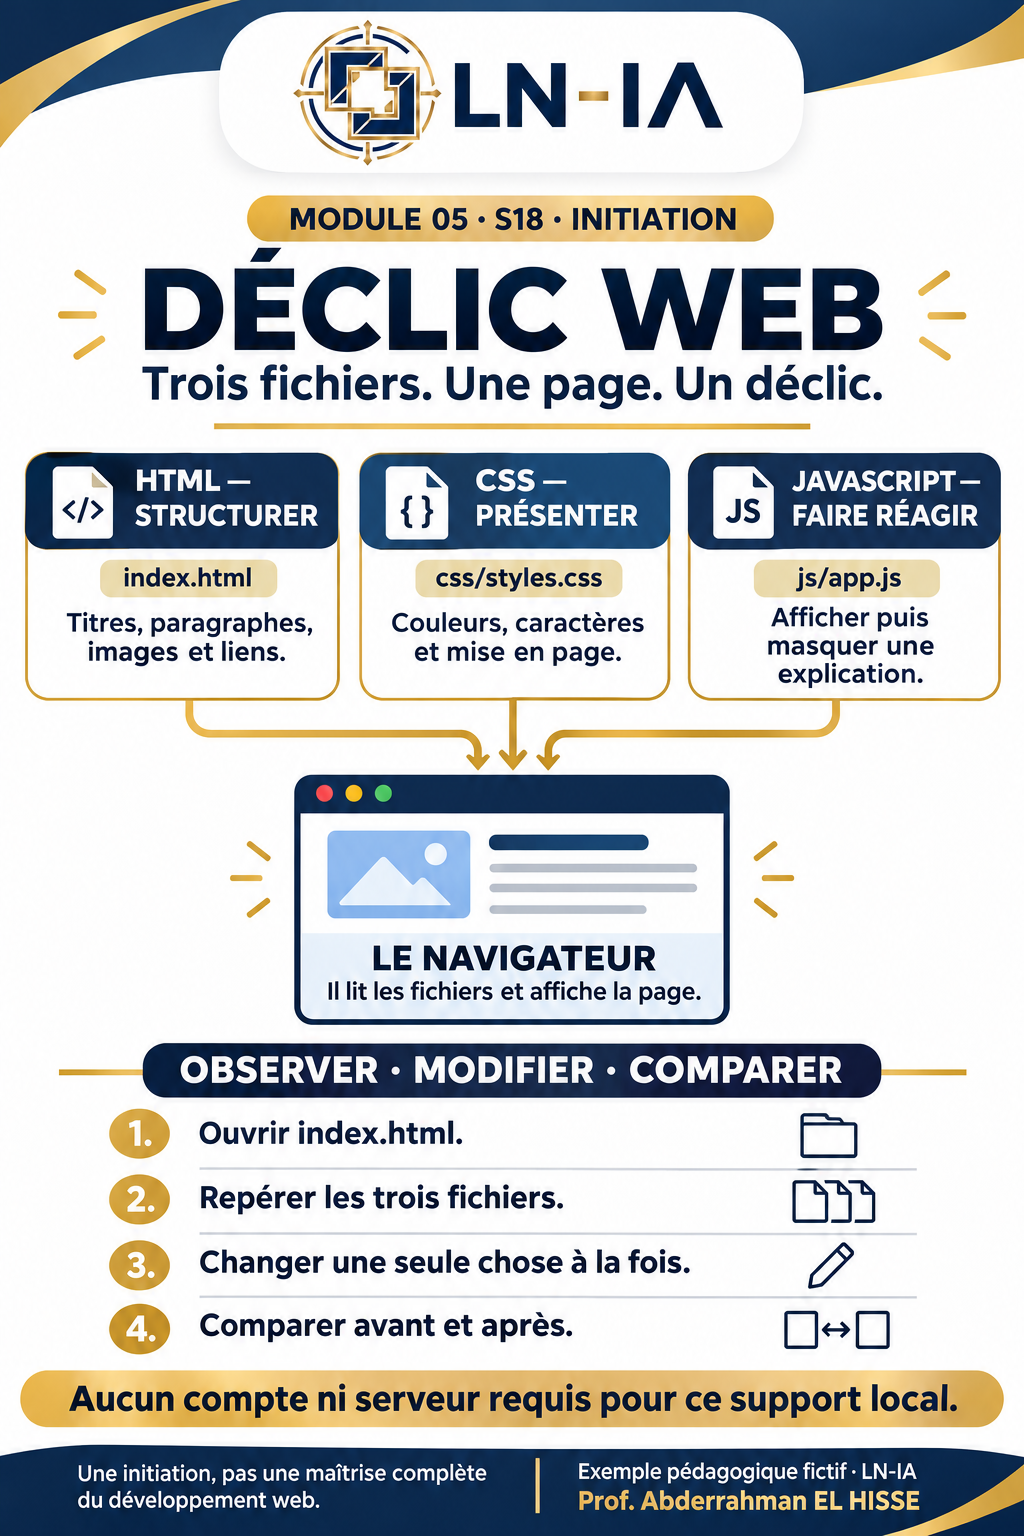 LN-IA
MODULE 05 · S18 · INITIATION
DÉCLIC WEB
Trois fichiers. Une page. Un déclic.
</>
HTML —
STRUCTURER
index.html
Titres, paragraphes,
images et liens.
{ }
CSS —
PRÉSENTER
css/styles.css
Couleurs, caractères
et mise en page.
JS
JAVASCRIPT —
FAIRE RÉAGIR
js/app.js
Afficher puis
masquer une
explication.
LE NAVIGATEUR
Il lit les fichiers et affiche la page.
OBSERVER · MODIFIER · COMPARER
1. Ouvrir index.html.
2. Repérer les trois fichiers.
3. Changer une seule chose à la fois.
4. Comparer avant et après.
Aucun compte ni serveur requis pour ce support local.
Une initiation, pas une maîtrise complète
du développement web.
Exemple pédagogique fictif · LN-IA
Prof. Abderrahman EL HISSE